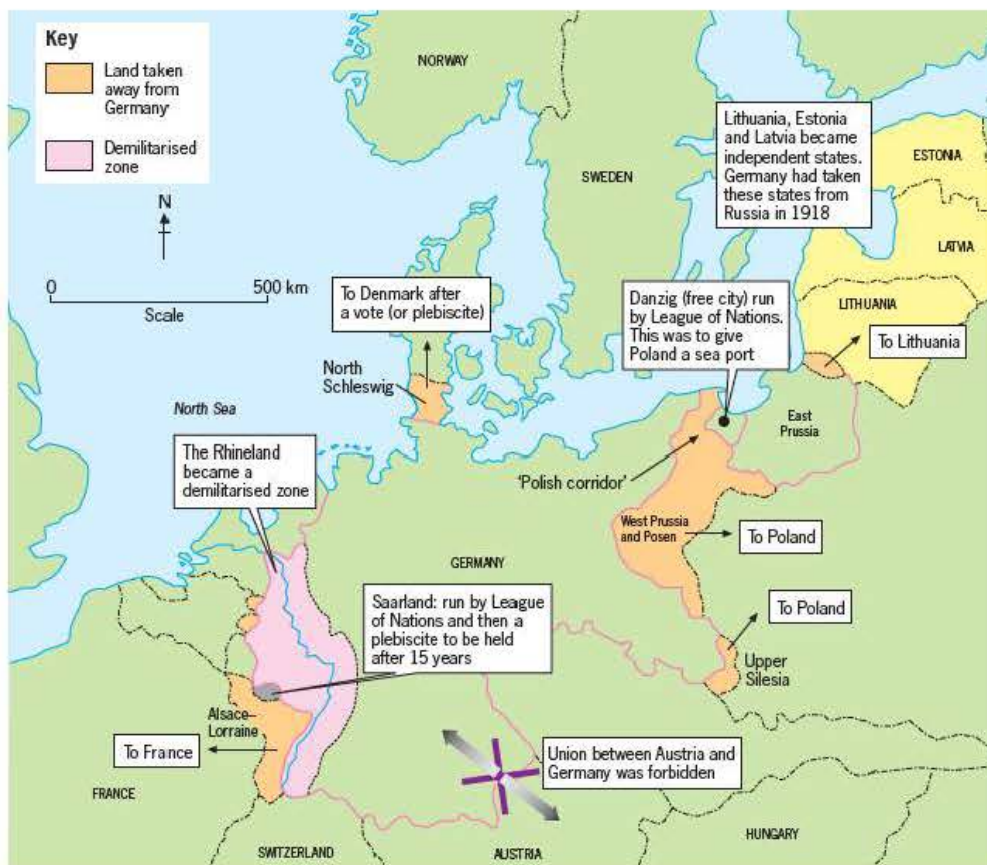 Key
Land taken
away from
Germany
Demilitarised
zone
N
0
500 km
Scale
NORWAY
SWEDEN
Lithuania, Estonia
and Latvia became
independent states.
Germany had taken
these states from
Russia in 1918
ESTONIA
LATVIA
LITHUANIA
To Lithuania
To Denmark after
a vote (or plebiscite)
North
Schleswig
Danzig (free city) run
by League of Nations.
This was to give
Poland a sea port
East
Prussia
North Sea
The Rhineland
became a
demilitarised zone
'Polish corridor'
West Prussia
and Posen
To Poland
GERMANY
Saarland: run by League
of Nations and then a
plebiscite to be held
after 15 years
To Poland
Upper
Silesia
Alsace–
Lorraine
To France
Union between Austria and
Germany was forbidden
FRANCE
SWITZERLAND
AUSTRIA
HUNGARY